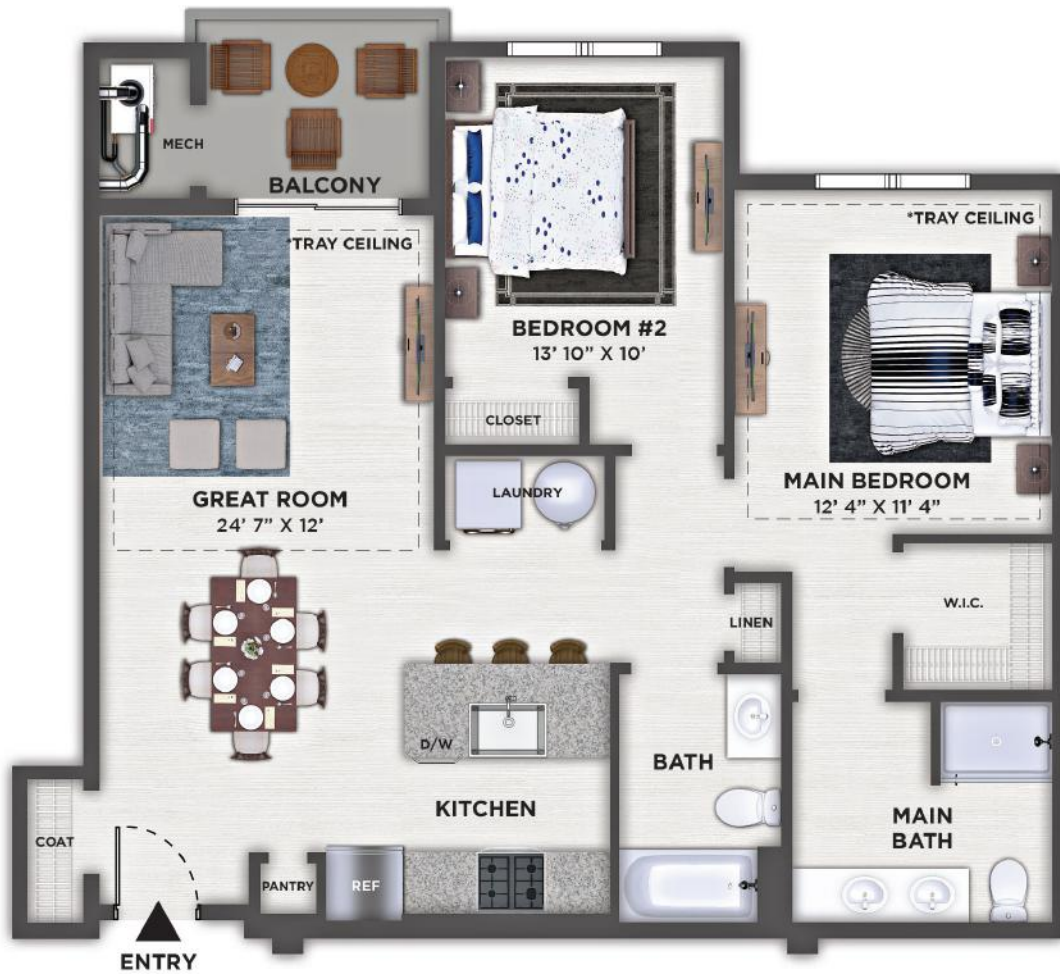 MECH
BALCONY
*TRAY CEILING
*TRAY CEILING
BEDROOM #2
13' 10" X 10'
CLOSET
LAUNDRY
MAIN BEDROOM
12' 4" X 11' 4"
GREAT ROOM
24' 7" X 12'
W.I.C.
LINEN
D/W
BATH
KITCHEN
MAIN
BATH
COAT
PANTRY
REF
ENTRY